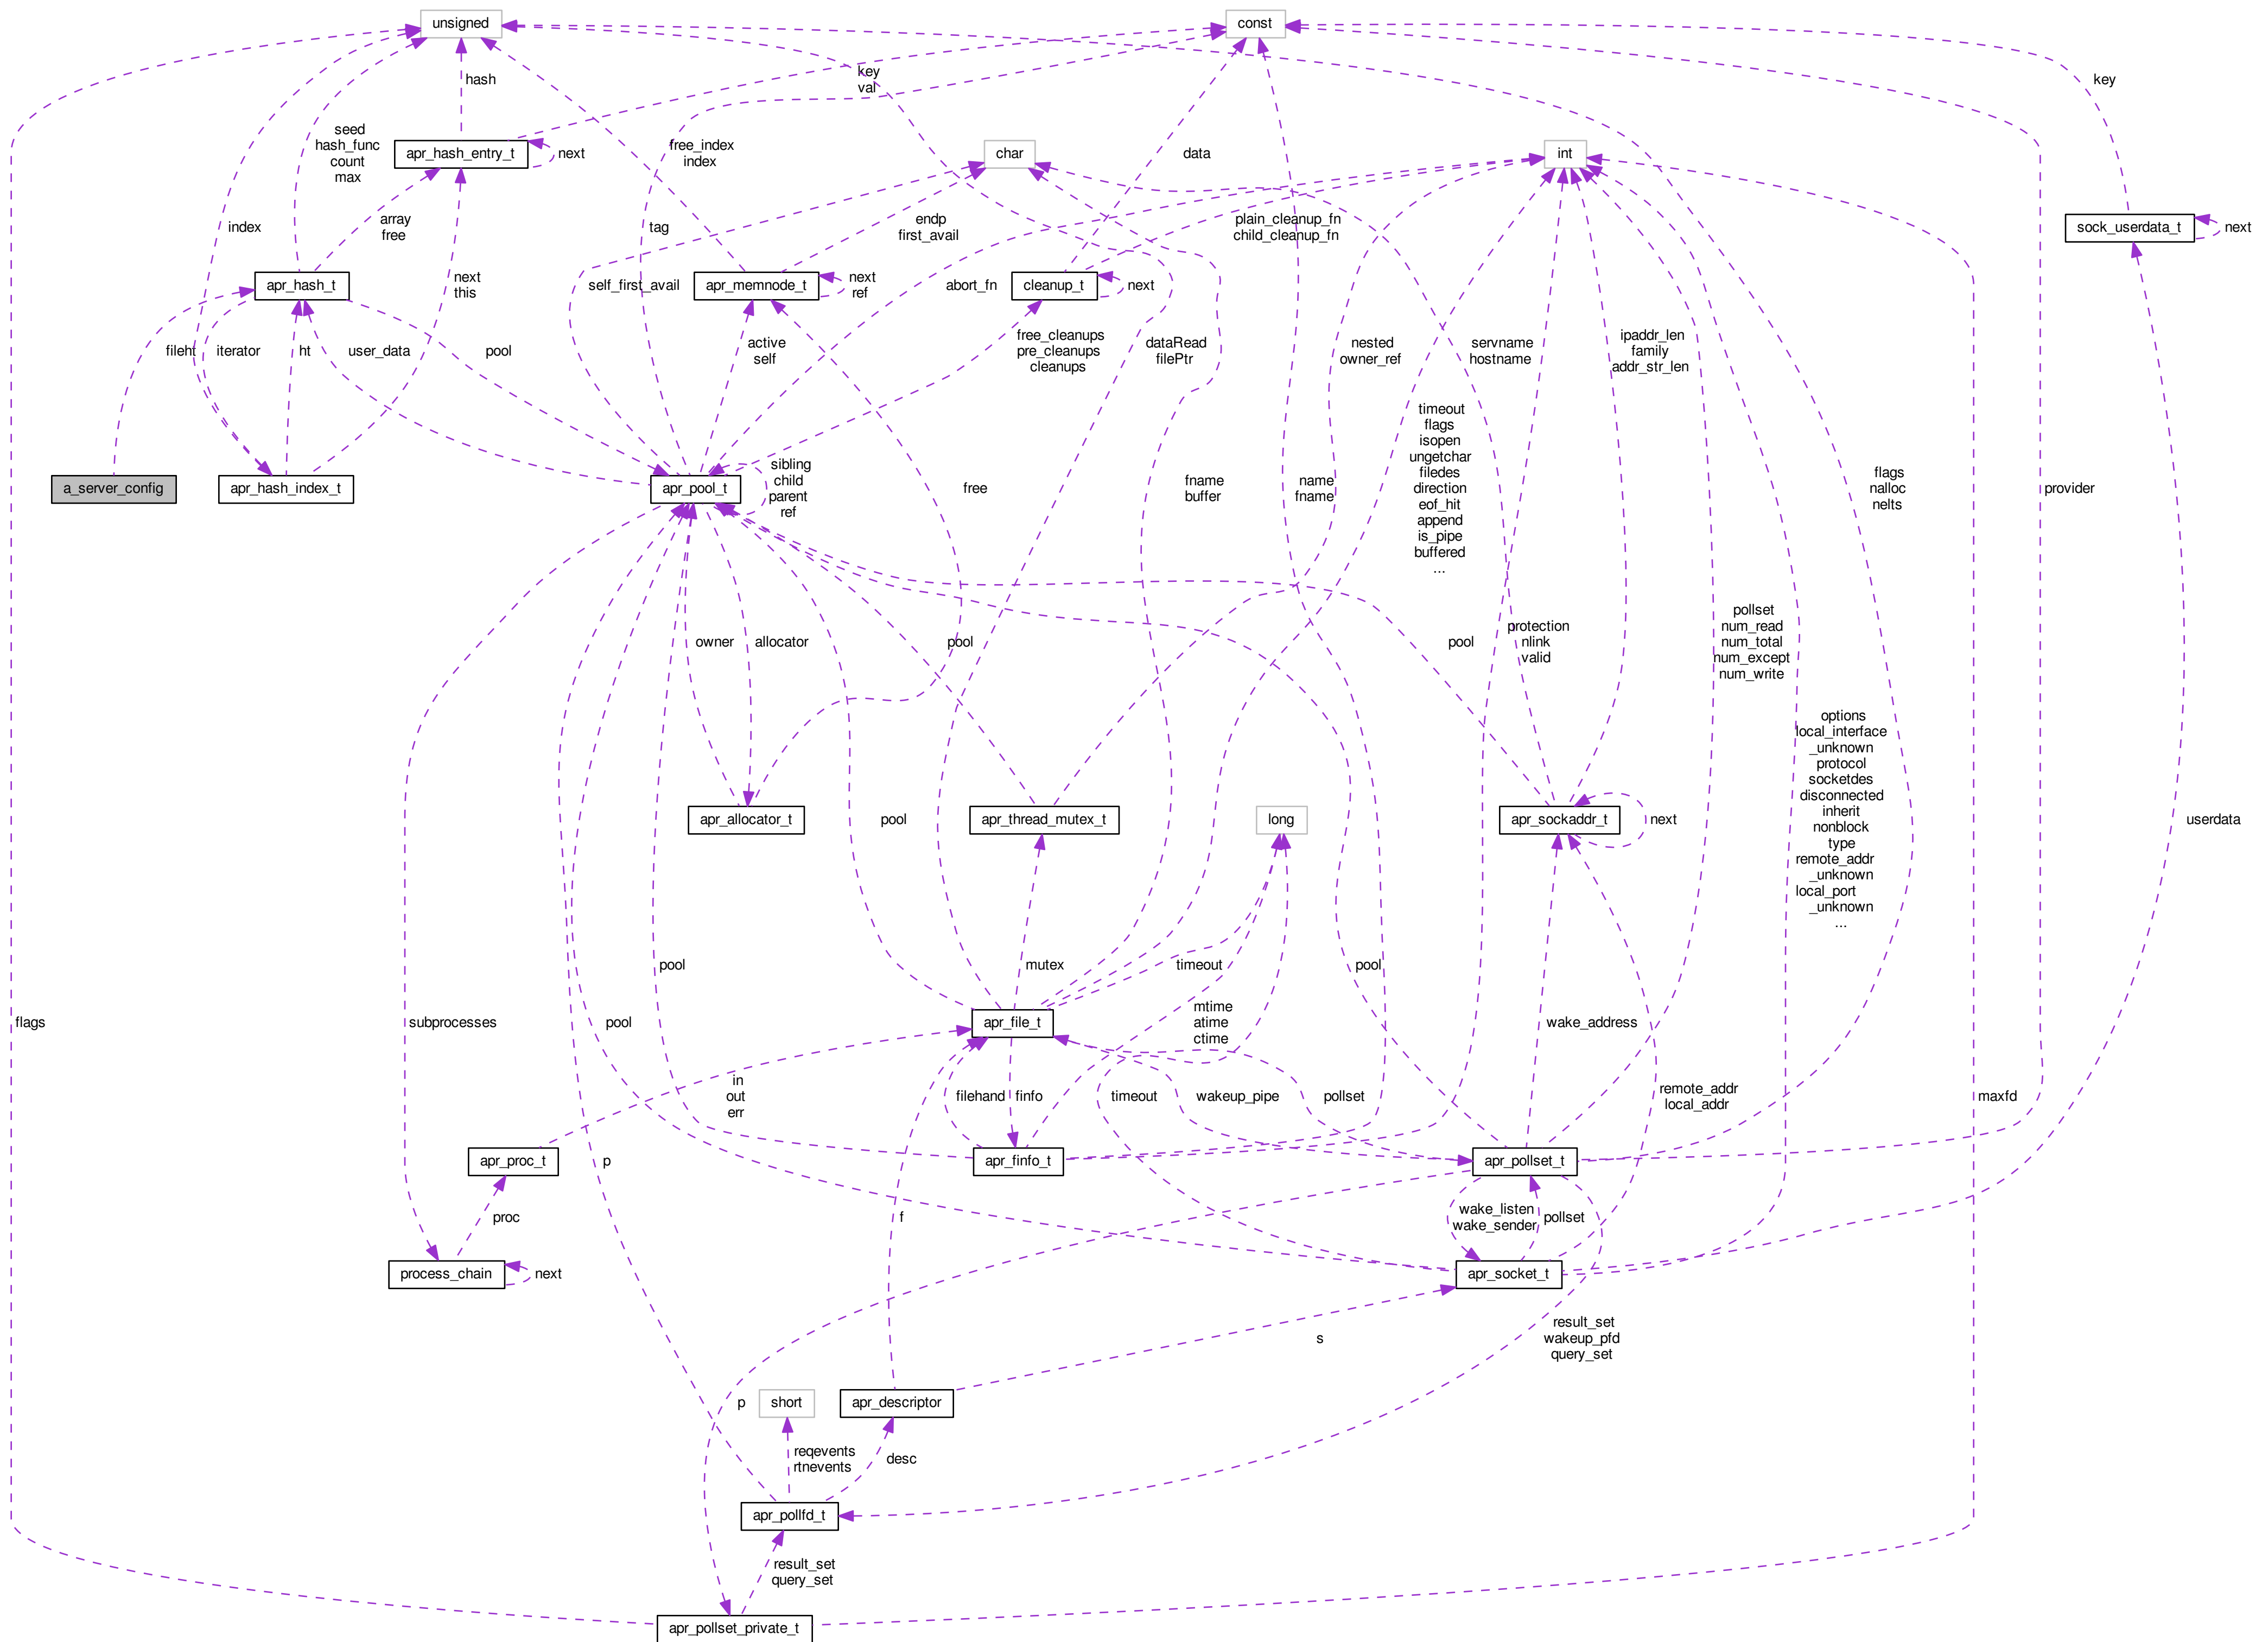 unsigned
const
key
val
hash
key
seed
hash_func
count
max
apr_hash_entry_t
next
free_index
index
char
data
int
index
array
free
tag
endp
first_avail
plain_cleanup_fn
child_cleanup_fn
sock_userdata_t
next
apr_hash_t
next
this
self_first_avail
apr_memnode_t
next
ref
abort_fn
cleanup_t
next
fileht
iterator
ht
user_data
pool
active
self
free_cleanups
pre_cleanups
cleanups
dataRead
filePtr
nested
owner_ref
servname
hostname
ipaddr_len
family
addr_str_len
a_server_config
apr_hash_index_t
apr_pool_t
sibling
child
parent
ref
free
fname
buffer
name
fname
timeout
flags
isopen
ungetchar
filedes
direction
eof_hit
append
is_pipe
buffered
...
flags
nalloc
nelts
provider
owner
allocator
pool
pool
protection
nlink
valid
pollset
num_read
num_total
num_except
num_write
apr_allocator_t
pool
apr_thread_mutex_t
long
apr_sockaddr_t
next
options
local_interface
_unknown
protocol
socketdes
disconnected
inherit
nonblock
type
remote_addr
_unknown
local_port
_unknown
...
userdata
pool
mutex
timeout
pool
flags
subprocesses
pool
apr_file_t
mtime
atime
ctime
wake_address
in
out
err
filehand
finfo
timeout
wakeup_pipe
pollset
remote_addr
local_addr
maxfd
apr_proc_t
p
apr_finfo_t
apr_pollset_t
proc
f
wake_listen
wake_sender
pollset
process_chain
next
apr_socket_t
s
result_set
wakeup_pfd
query_set
p
short
apr_descriptor
reqevents
rtnevents
desc
apr_pollfd_t
result_set
query_set
apr_pollset_private_t